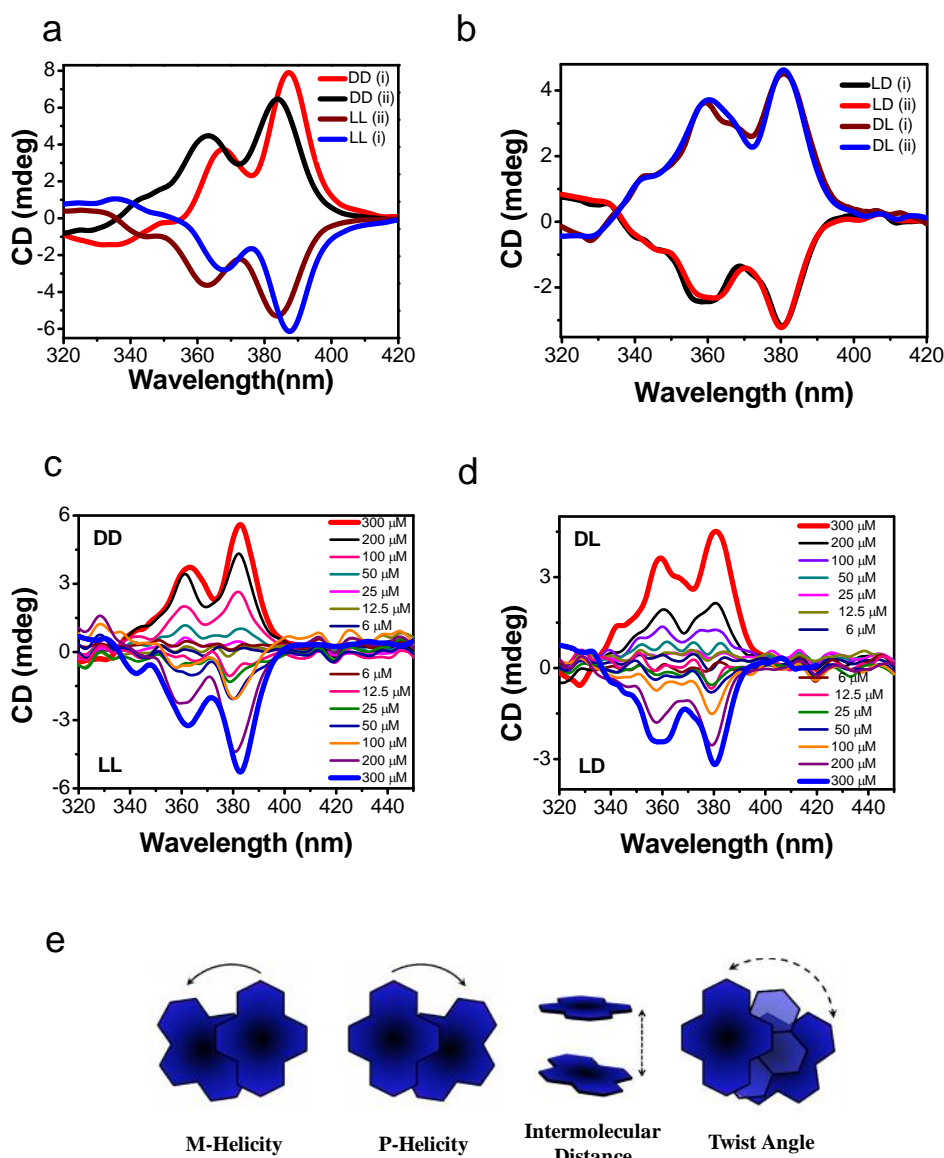 a
8
6
4
2
0
-2
-4
-6
320 340 360 380 400 420
CD (mdeg)
Wavelength(nm)
DD (i)
DD (ii)
LL (ii)
LL (i)
b
4
2
0
-2
320 340 360 380 400 420
CD (mdeg)
Wavelength (nm)
LD (i)
LD (ii)
DL (i)
DL (ii)
c
6
3
0
-3
-6
320 340 360 380 400 420 440
CD (mdeg)
Wavelength (nm)
DD
LL
300 μM
200 μM
100 μM
50 μM
25 μM
12.5 μM
6 μM
6 μM
12.5 μM
25 μM
50 μM
100 μM
200 μM
300 μM
d
3
0
-3
320 340 360 380 400 420 440
CD (mdeg)
Wavelength (nm)
DL
LD
300 μM
200 μM
100 μM
50 μM
25 μM
12.5 μM
6 μM
6 μM
12.5 μM
25 μM
50 μM
100 μM
200 μM
300 μM
e
M-Helicity
P-Helicity
Intermolecular
Distance
Twist Angle